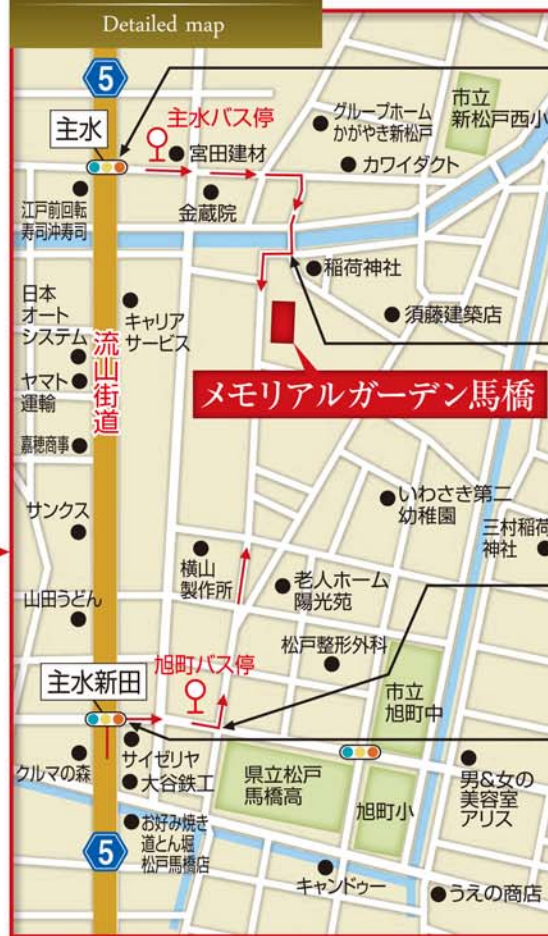 Detailed map
5
主水
主水バス停
宮田建材
グループホーム
かがやき新松戸
市立
新松戸西小
カワイダクト
江戸前回転
寿司沖寿司
金蔵院
稲荷神社
日本
オート
システム
キャリア
サービス
須藤建築店
流山街道
ヤマト
運輸
メモリアルガーデン馬橋
嘉穂商事
いわさき第二
幼稚園
サンクス
三村稲荷
神社
横山
製作所
老人ホーム
陽光苑
山田うどん
松戸整形外科
旭町バス停
主水新田
市立
旭町中
サイゼリヤ
クルマの森
大谷鉄工
県立松戸
馬橋高
旭町小
男&女の
美容室
アリス
お好み焼き
道とん堀
松戸馬橋店
5
キャンドゥー
うえの商店